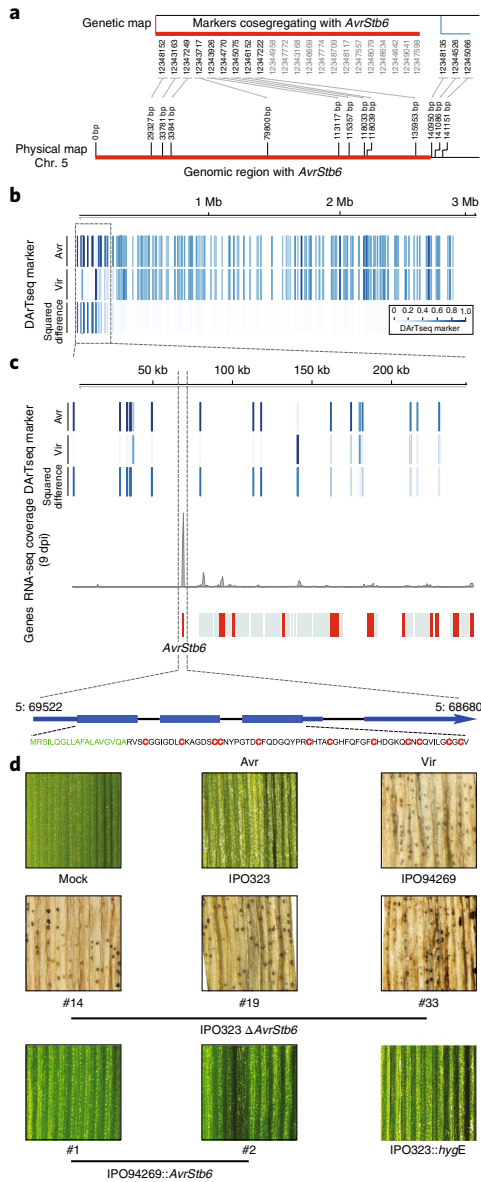 a
Genetic map
Markers cosegregating with AvrStb6
12348152
12343163
12347249
12343717
12343926
12344770
12345075
12346152
12347222
12344958
12347772
12343168
12346669
12347774
12348709
12348117
12347557
12348079
12348634
12344642
12349041
12347598
12348135
12344526
12345066
0 bp
29327 bp
33781 bp
33841 bp
79800 bp
113117 bp
115357 bp
118033 bp
118039 bp
135953 bp
140950 bp
141086 bp
141151 bp
Physical map
Chr. 5
Genomic region with AvrStb6
b
1 Mb 2 Mb 3 Mb
DArTseq marker
Avr
Vir
Squared difference
0 0.2 0.4 0.6 0.8 1.0
DArTseq marker
c
50 kb 100 kb 150 kb 200 kb
DArTseq marker
Avr
Vir
Squared difference
RNA-seq coverage (9 dpi)
Genes
AvrStb6
5: 69522 5: 68680
MRSILQGLLAFALAVGVQARVSCGGIGDLCKAGDSCCNYPGTDCFQDGQYPRCHTACGHFQFGFCHDGKQCNCQVILGCGCV
d
Avr Vir
Mock IPO323 IPO94269
#14 #19 #33
IPO323 ΔAvrStb6
#1 #2 IPO323::hygE
IPO94269::AvrStb6